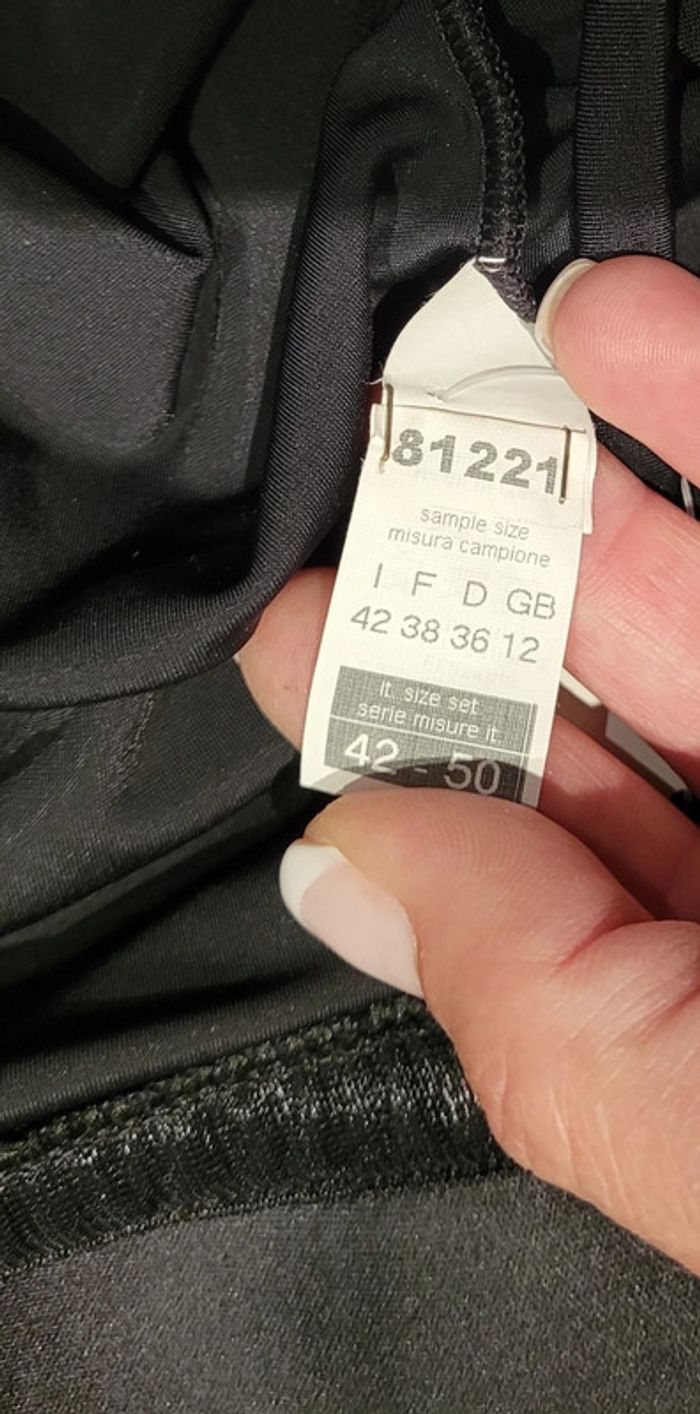 81221
sample size
misura campione
I F D GB
42 38 36 12
It. size set
serie misure it.
42 - 50